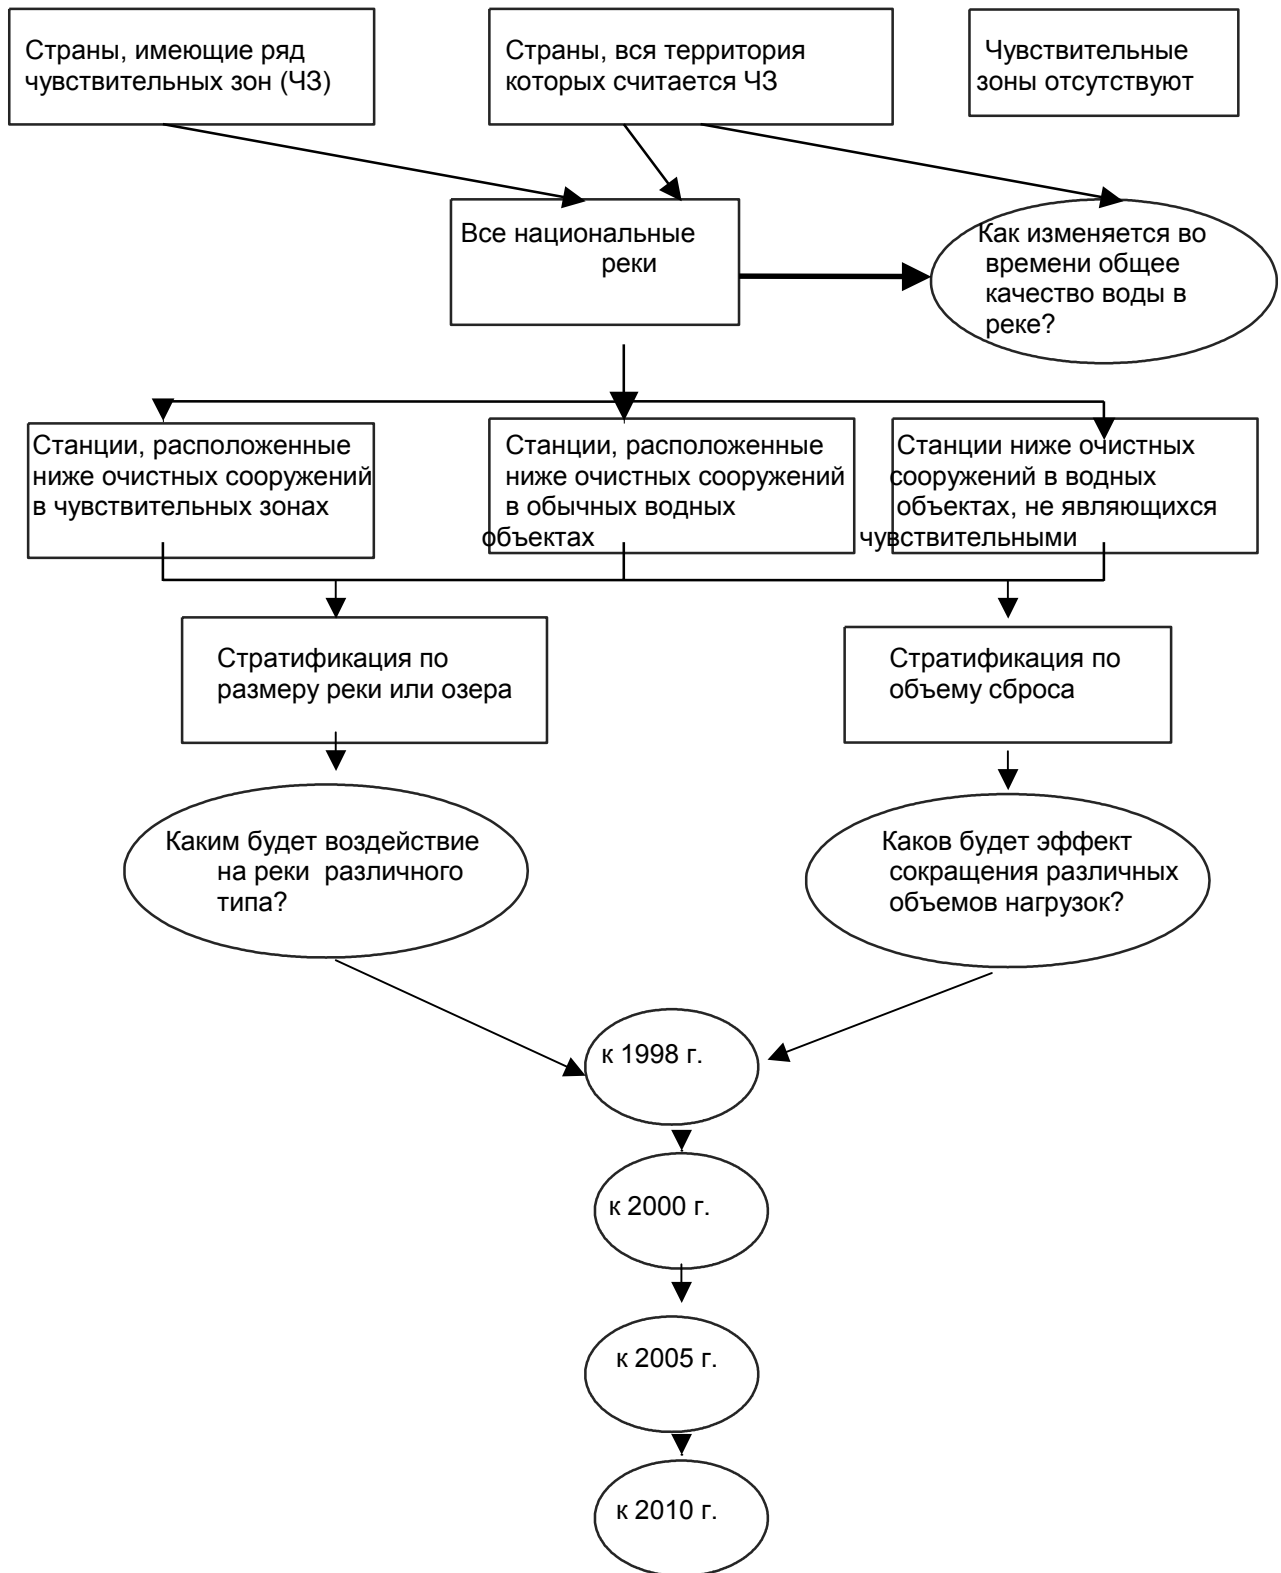 Страны, имеющие ряд
чувствительных зон (ЧЗ)
Страны, вся территория
которых считается ЧЗ
Чувствительные
зоны отсутствуют
Все национальные
реки
Как изменяется во
времени общее
качество воды в
реке?
Станции, расположенные
ниже очистных сооружений
в чувствительных зонах
Станции, расположенные
ниже очистных сооружений
в обычных водных
объектах
Станции ниже очистных
сооружений в водных
объектах, не являющихся
чувствительными
Стратификация по
размеру реки или озера
Стратификация по
объему сброса
Каким будет воздействие
на реки различного
типа?
Каков будет эффект
сокращения различных
объемов нагрузок?
к 1998 г.
к 2000 г.
к 2005 г.
к 2010 г.